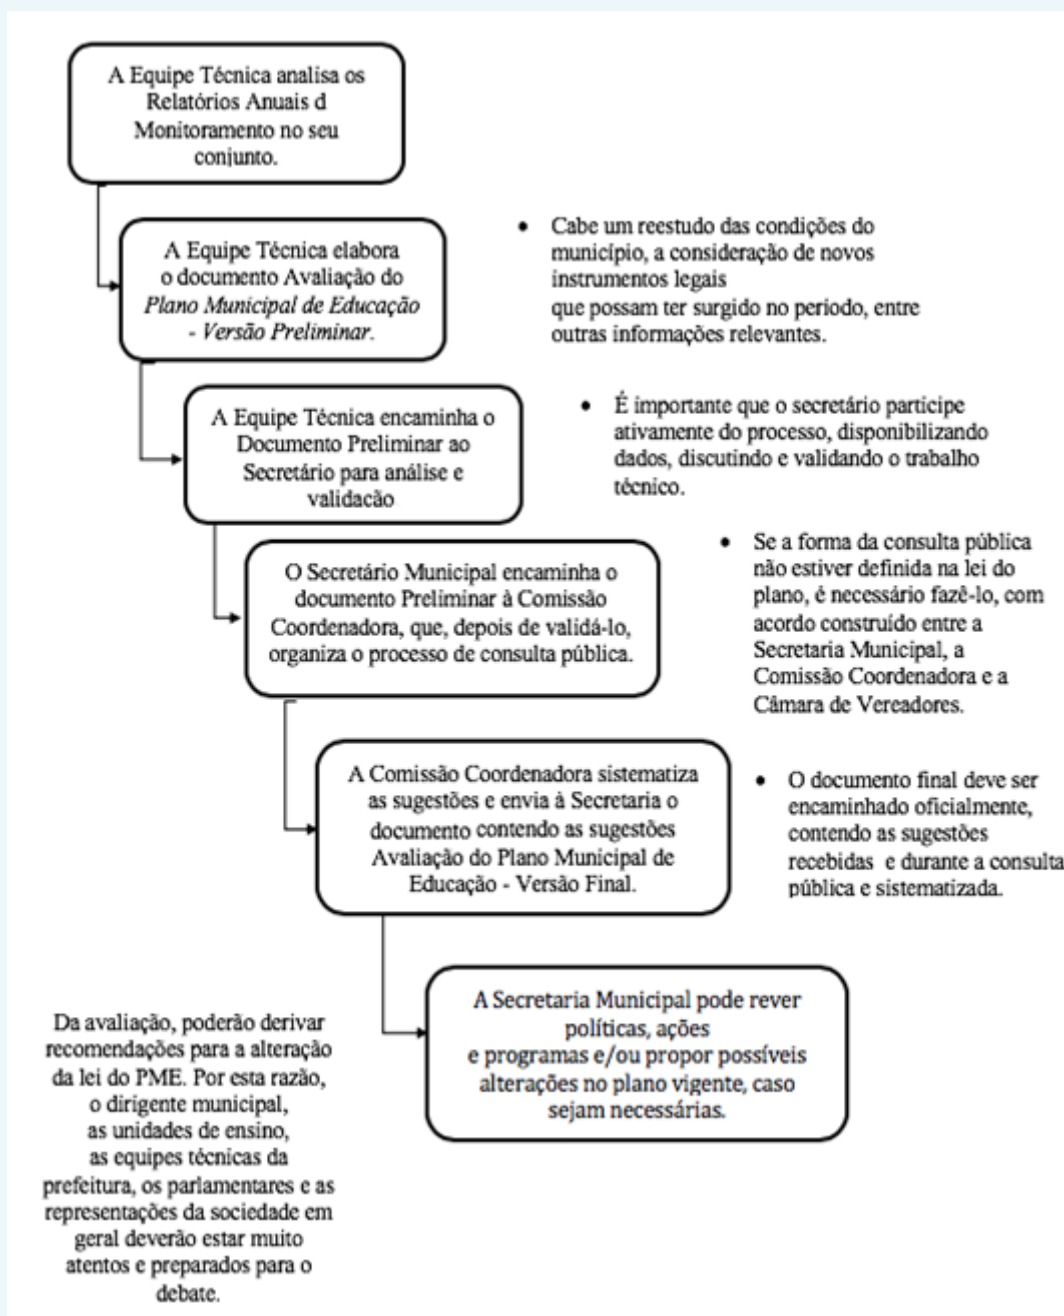 A Equipe Técnica analisa os
Relatórios Anuais d
Monitoramento no seu
conjunto.
A Equipe Técnica elabora
o documento Avaliação do
Plano Municipal de Educação
- Versão Preliminar.
• Cabe um reestudo das condições do
município, a consideração de novos
instrumentos legais
que possam ter surgido no período, entre
outras informações relevantes.
A Equipe Técnica encaminha o
Documento Preliminar ao
Secretário para análise e
validacão
• É importante que o secretário participe
ativamente do processo, disponibilizando
dados, discutindo e validando o trabalho
técnico.
O Secretário Municipal encaminha o
documento Preliminar à Comissão
Coordenadora, que, depois de validá-lo,
organiza o processo de consulta pública.
• Se a forma da consulta pública
não estiver definida na lei do
plano, é necessário fazê-lo, com
acordo construído entre a
Secretaria Municipal, a
Comissão Coordenadora e a
Câmara de Vereadores.
A Comissão Coordenadora sistematiza
as sugestões e envia à Secretaria o
documento contendo as sugestões
Avaliação do Plano Municipal de
Educação - Versão Final.
• O documento final deve ser
encaminhado oficialmente,
contendo as sugestões
recebidas e durante a consulta
pública e sistematizada.
A Secretaria Municipal pode rever
políticas, ações
e programas e/ou propor possíveis
alterações no plano vigente, caso
sejam necessárias.
Da avaliação, poderão derivar
recomendações para a alteração
da lei do PME. Por esta razão,
o dirigente municipal,
as unidades de ensino,
as equipes técnicas da
prefeitura, os parlamentares e as
representações da sociedade em
geral deverão estar muito
atentos e preparados para o
debate.